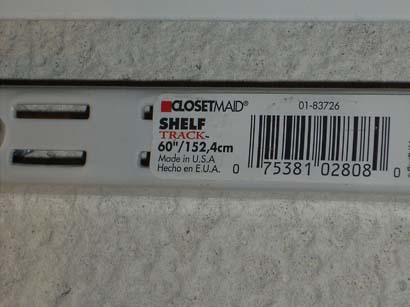 CLOSETMAID® 01-83726
SHELF
TRACK
60"/152,4cm
Made in U.S.A
Hecho en E.U.A.
0 75381 02808 0